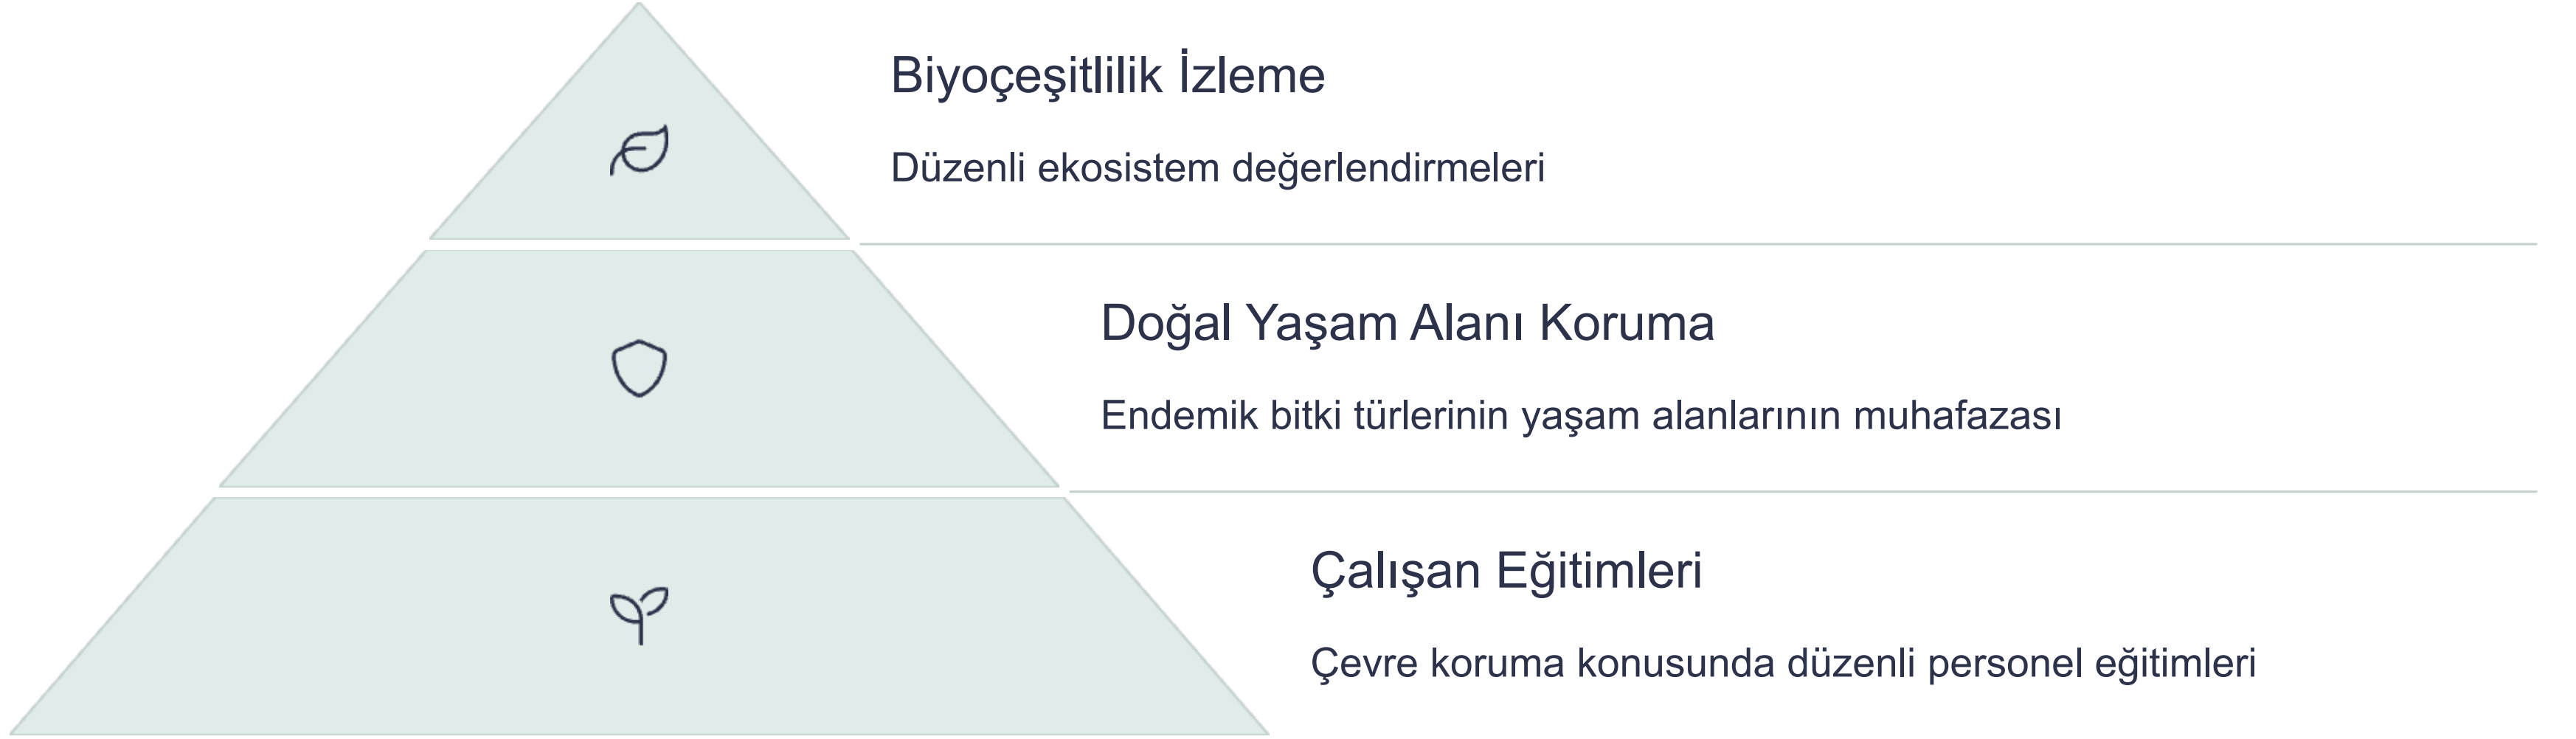 Biyoçeşitlilik İzleme
Düzenli ekosistem değerlendirmeleri
Doğal Yaşam Alanı Koruma
Endemik bitki türlerinin yaşam alanlarının muhafazası
Çalışan Eğitimleri
Çevre koruma konusunda düzenli personel eğitimleri